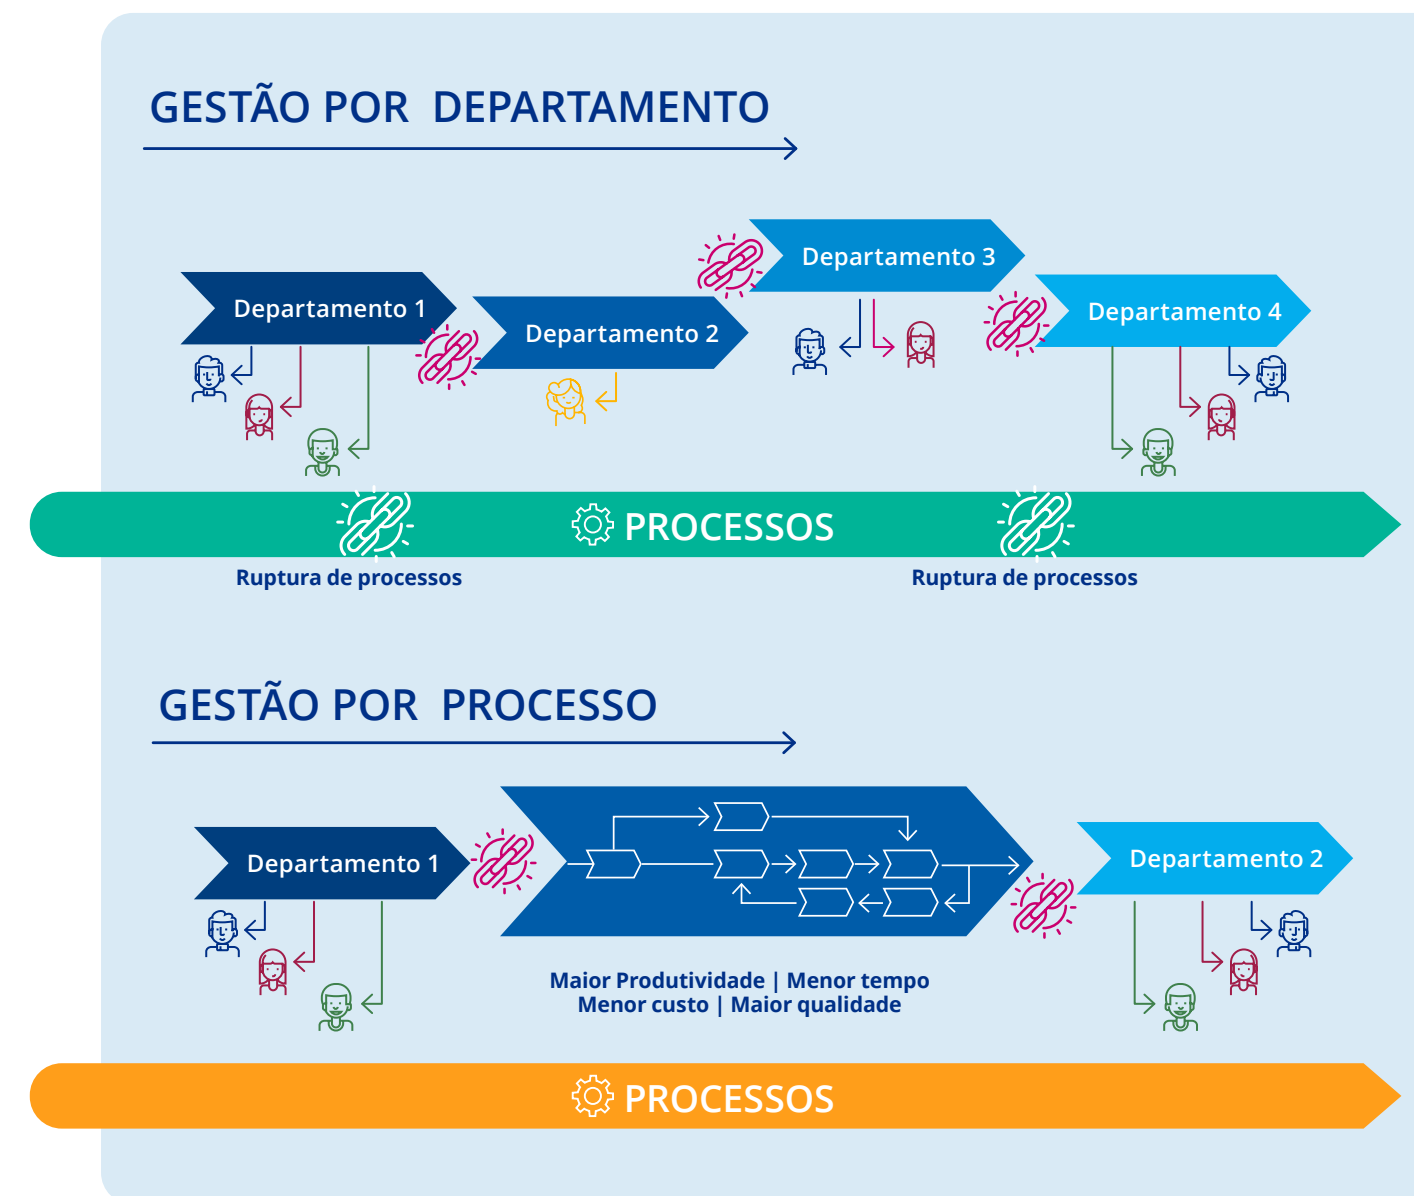 GESTÃO POR DEPARTAMENTO
Departamento 1
Departamento 2
Departamento 3
Departamento 4
PROCESSOS
Ruptura de processos
Ruptura de processos
GESTÃO POR PROCESSO
Departamento 1
Departamento 2
Maior Produtividade | Menor tempo
Menor custo | Maior qualidade
PROCESSOS